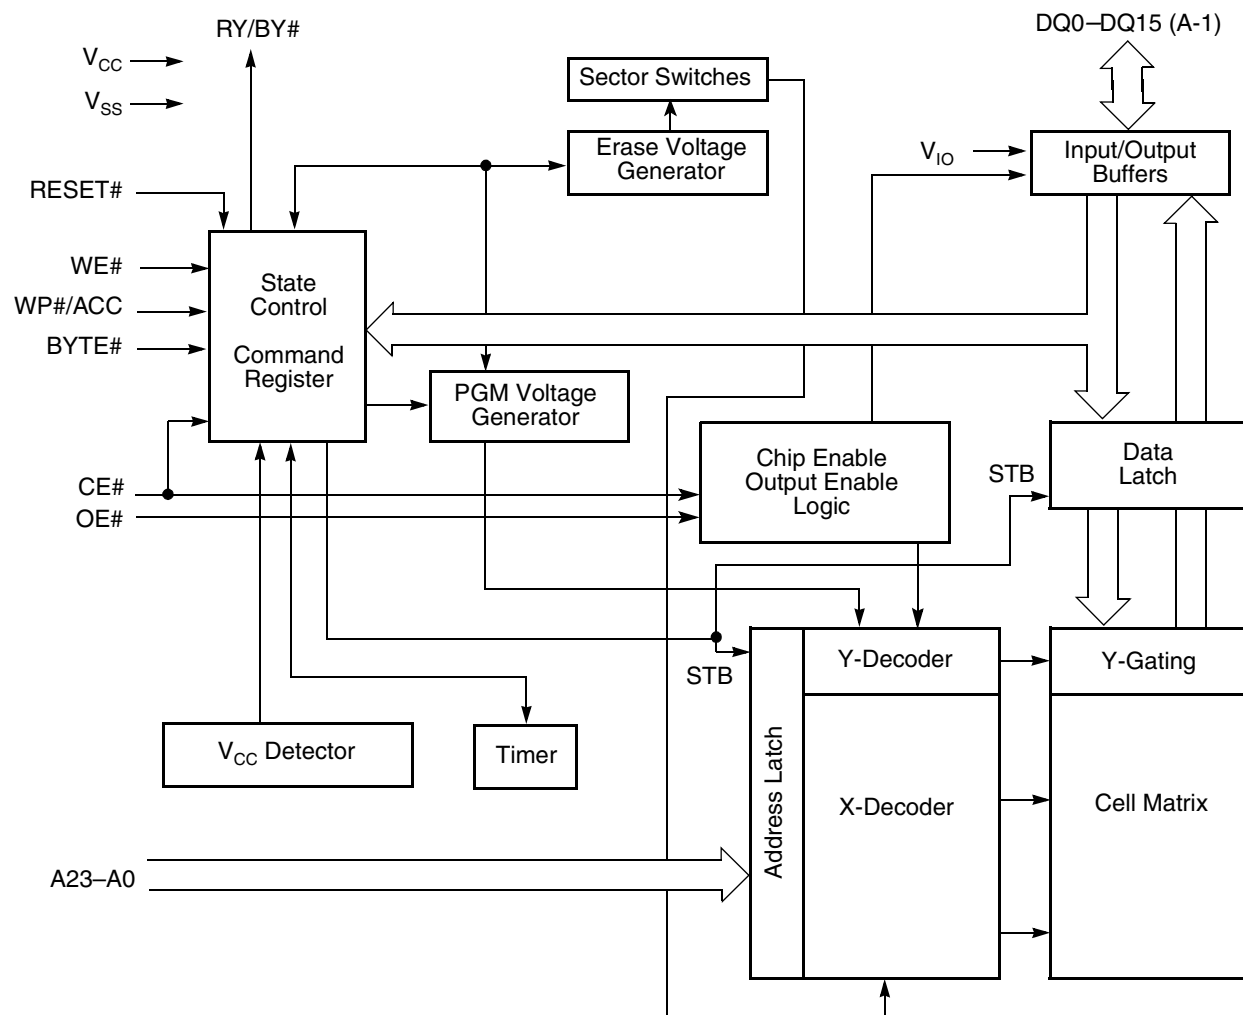 RY/BY#
DQ0–DQ15 (A-1)
VCC
VSS
Sector Switches
Erase Voltage
Generator
VIO
Input/Output
Buffers
RESET#
WE#
WP#/ACC
BYTE#
State
Control
Command
Register
PGM Voltage
Generator
CE#
OE#
Chip Enable
Output Enable
Logic
STB
Data
Latch
STB
Y-Decoder
Y-Gating
VCC Detector
Timer
Address Latch
X-Decoder
Cell Matrix
A23–A0